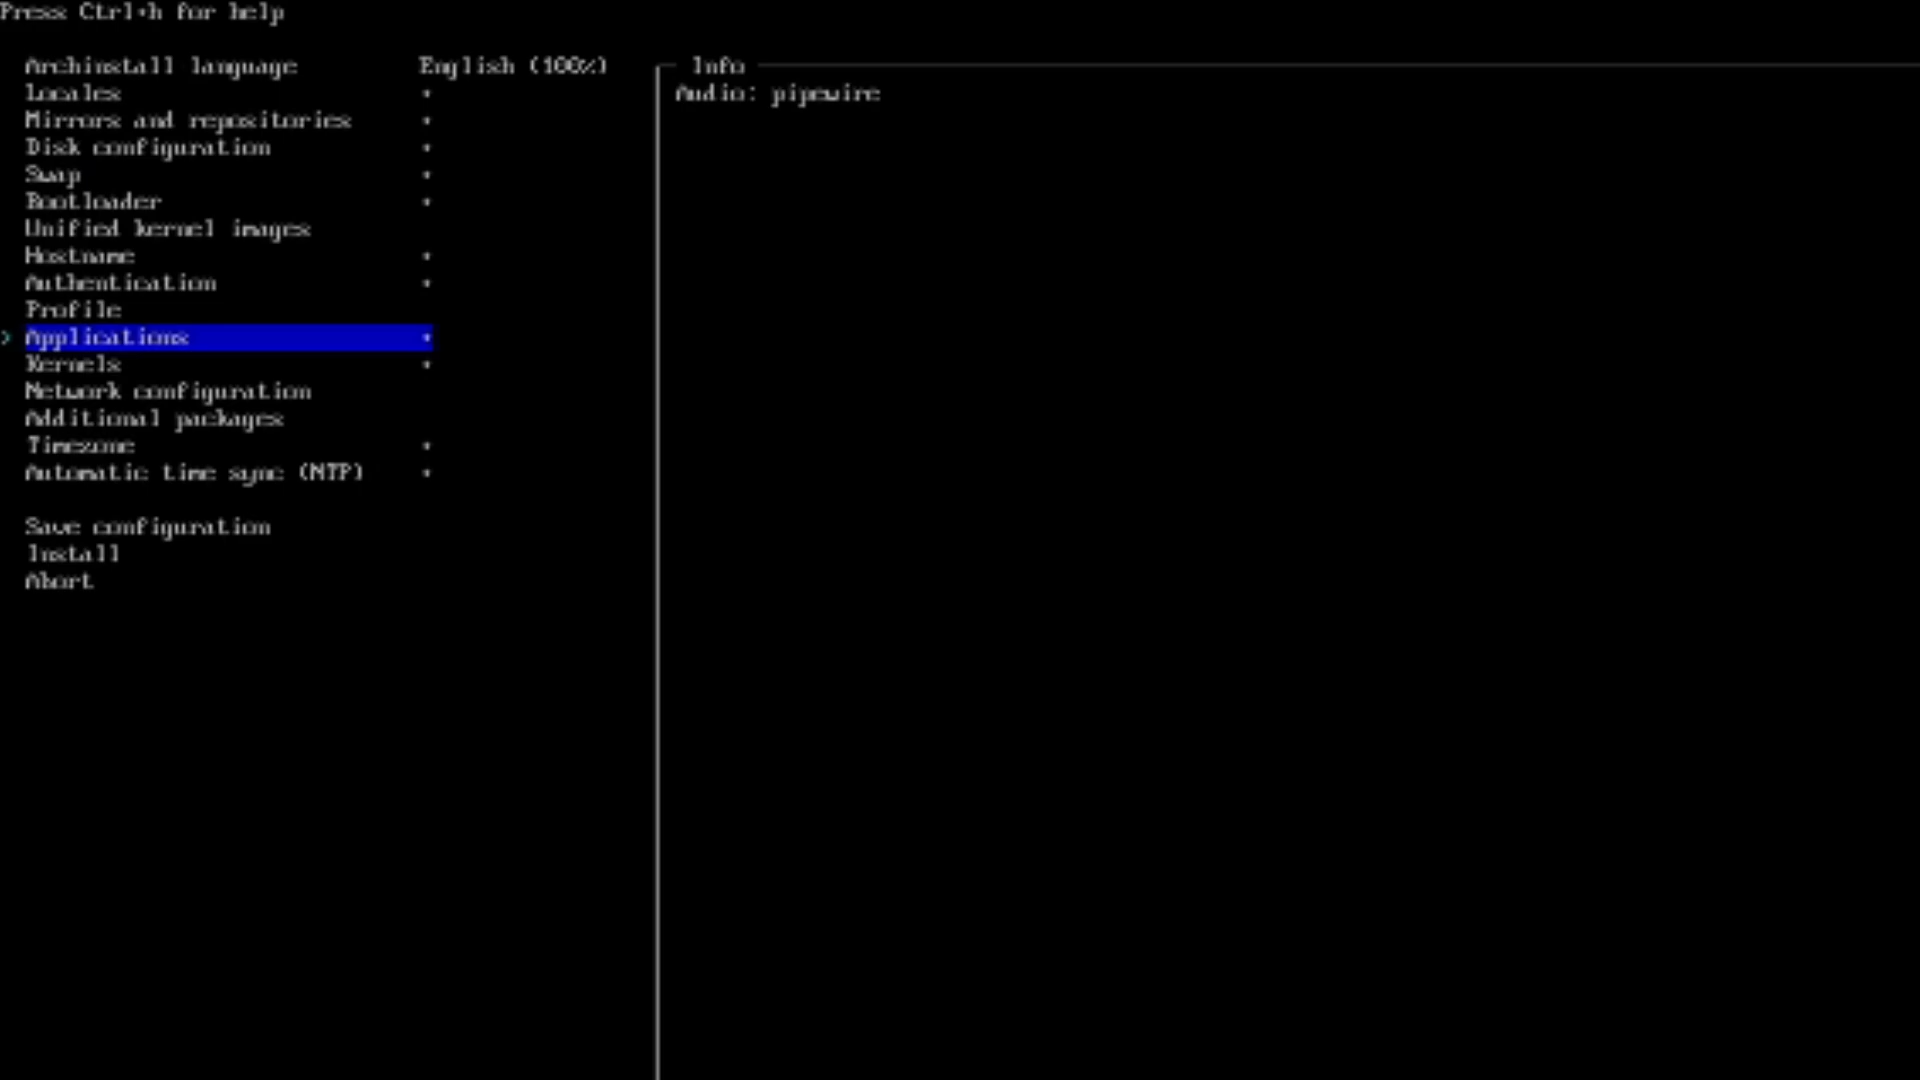 Press Ctrl+h for help
Archinstall language English (100%)
Locales +
Mirrors and repositories +
Disk configuration +
Swap +
Bootloader +
Unified kernel images
Hostname +
Authentication +
Profile
> Applications +
Kernels +
Network configuration
Additional packages
Timezone +
Automatic time sync (NTP) +
Save configuration
Install
Abort
Info
Audio: pipewire